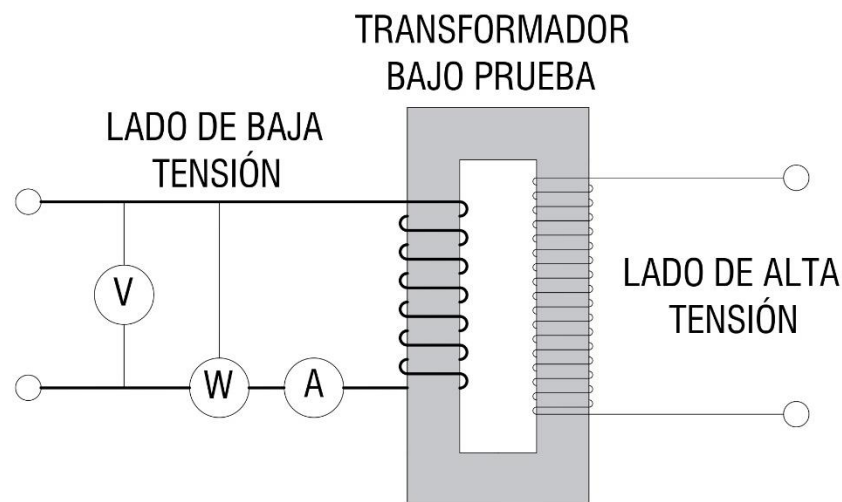 TRANSFORMADOR
BAJO PRUEBA
LADO DE BAJA
TENSIÓN
V
W
A
LADO DE ALTA
TENSIÓN